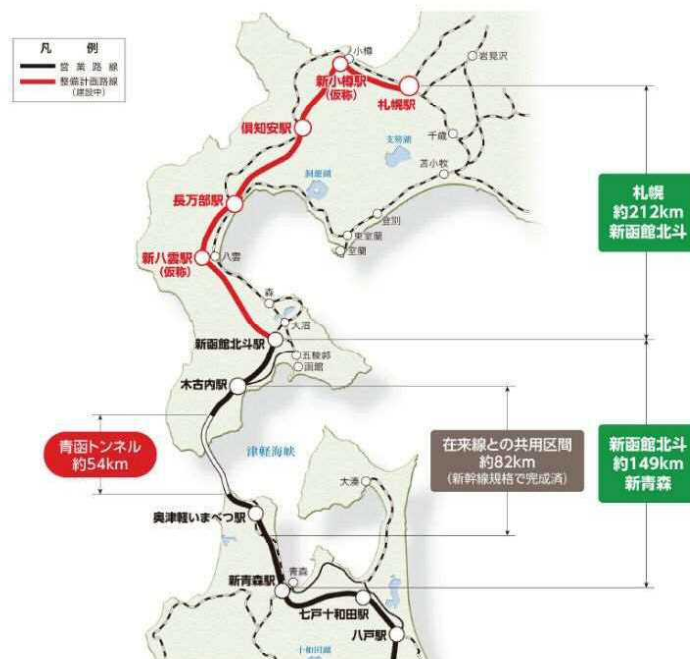 凡例
営業路線
整備計画路線
(建設中)
小樽
岩見沢
新小樽駅
(仮称)
札幌駅
倶知安駅
千歳
支笏湖
苫小牧
洞爺湖
長万部駅
登別
東室蘭
室蘭
札幌
約212km
新函館北斗
新八雲駅
(仮称)
八雲
森
大沼
新函館北斗駅
五稜郭
函館
木古内駅
青函トンネル
約54km
津軽海峡
在来線との共用区間
約82km
(新幹線規格で完成済)
新函館北斗
約149km
新青森
大湊
奥津軽いまべつ駅
青森
新青森駅
七戸十和田駅
八戸駅
十和田湖